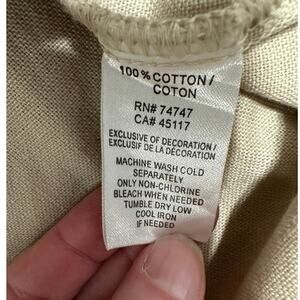 100% COTTON/
COTON
RN# 74747
CA# 45117
EXCLUSIVE OF DECORATION/
EXCLUSIF DE LA DÉCORATION
MACHINE WASH COLD
SEPARATELY
ONLY NON-CHLORINE
BLEACH WHEN NEEDED
TUMBLE DRY LOW
COOL IRON
IF NEEDED